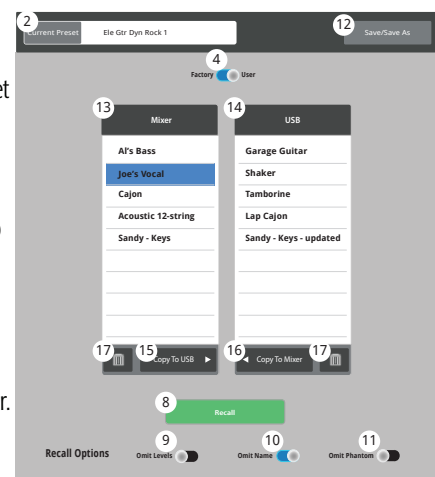 2 Current Preset Ele Gtr Dyn Rock 1 12 Save/Save As
4
Factory User
et
13 14
Mixer USB
Al's Bass Garage Guitar
Joe's Vocal Shaker
Cajon Tamborine
)
Acoustic 12-string Lap Cajon
Sandy - Keys Sandy - Keys - updated
17 15 Copy To USB 16 Copy To Mixer 17
r.
8 Recall
9 10 11
Recall Options Omit Levels Omit Name Omit Phantom